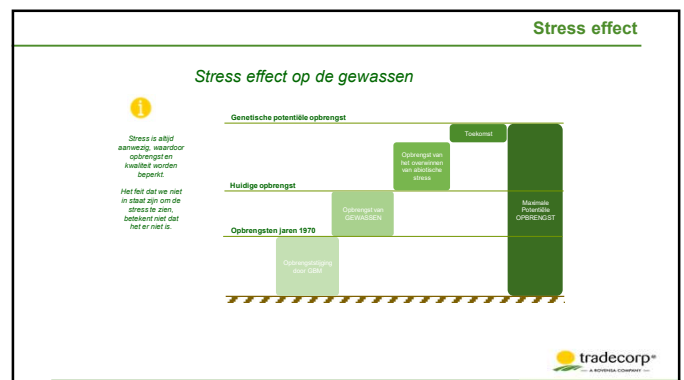 Stress effect
Stress effect op de gewassen
i
Stress is altijd
aanwezig, waardoor
opbrengst en
kwaliteit worden
beperkt.
Het feit dat we niet
in staat zijn om de
stress te zien,
betekent niet dat
het er niet is.
Genetische potentiële opbrengst
Toekomst
Opbrengst van
het overwinnen
van abiotische
stress
Huidige opbrengst
Opbrengst van
GEWASSEN
Maximale
Potentiële
OPBRENGST
Opbrengsten jaren 1970
Opbrengststijging
door GBM
tradecorp
A ROVENSA COMPANY